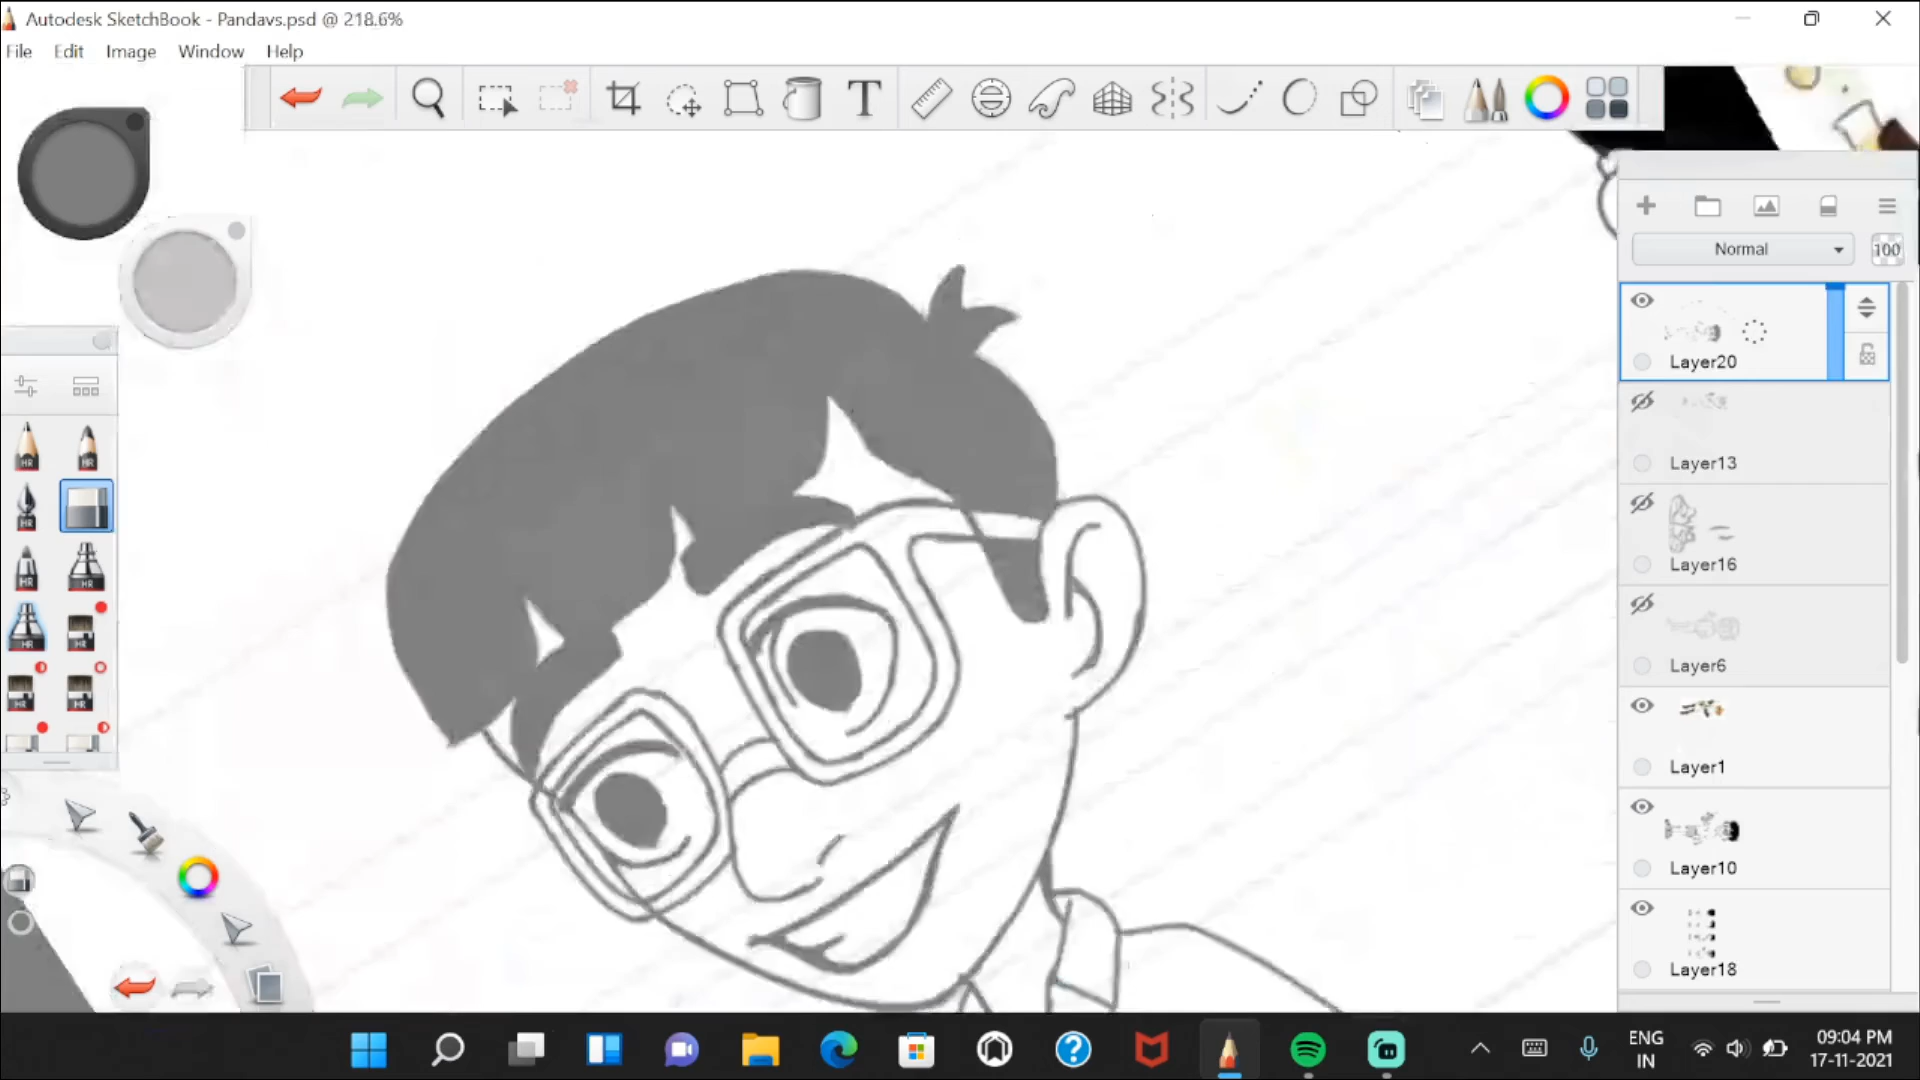 Autodesk SketchBook - Pandavs.psd @ 218.6%
File Edit Image Window Help
T
Normal 100
Layer20
Layer13
Layer16
Layer6
Layer1
Layer10
Layer18
ENG
IN
09:04 PM
17-11-2021